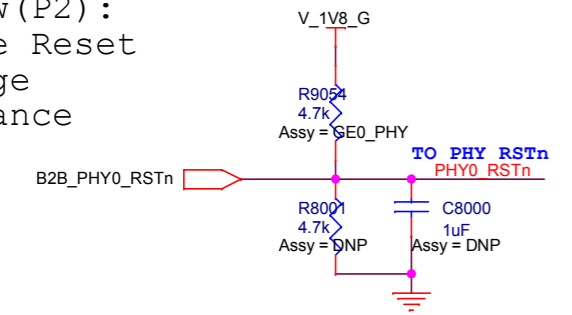 w(P2):
e Reset
ge
ance
V_1V8_G
R9054
4.7k
Assy = GE0_PHY
TO PHY RSTn
PHY0_RSTn
B2B_PHY0_RSTn
R8001
4.7k
Assy = DNP
C8000
1uF
Assy = DNP